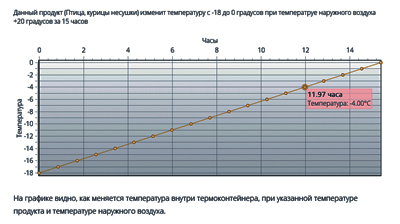 Данный продукт (Птица, курицы несушки) изменит температуру с -18 до 0 градусов при температруе наружного воздуха
+20 градусов за 15 часов
Часы
0 2 4 6 8 10 12 14
0
-2
-4
-6
-8
-10
-12
-14
-16
-18
Температура
11.97 часа
Температура: -4.00°C
На графике видно, как меняется температура внутри термоконтейнера, при указанной температуре
продукта и температуре наружного воздуха.